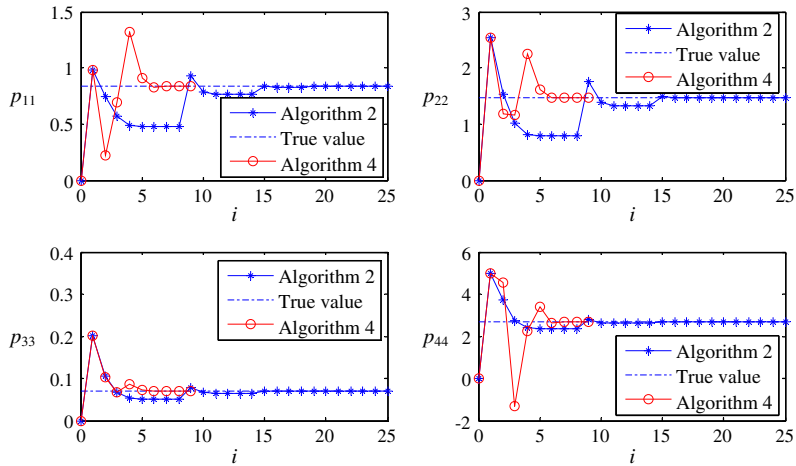 1.5
1
0.5
0
p11
0 5 10 15 20 25
i
Algorithm 2
True value
Algorithm 4
3
2
1
0
p22
0 5 10 15 20 25
i
Algorithm 2
True value
Algorithm 4
0.4
0.3
0.2
0.1
0
p33
0 5 10 15 20 25
i
Algorithm 2
True value
Algorithm 4
6
4
2
0
-2
p44
0 5 10 15 20 25
i
Algorithm 2
True value
Algorithm 4